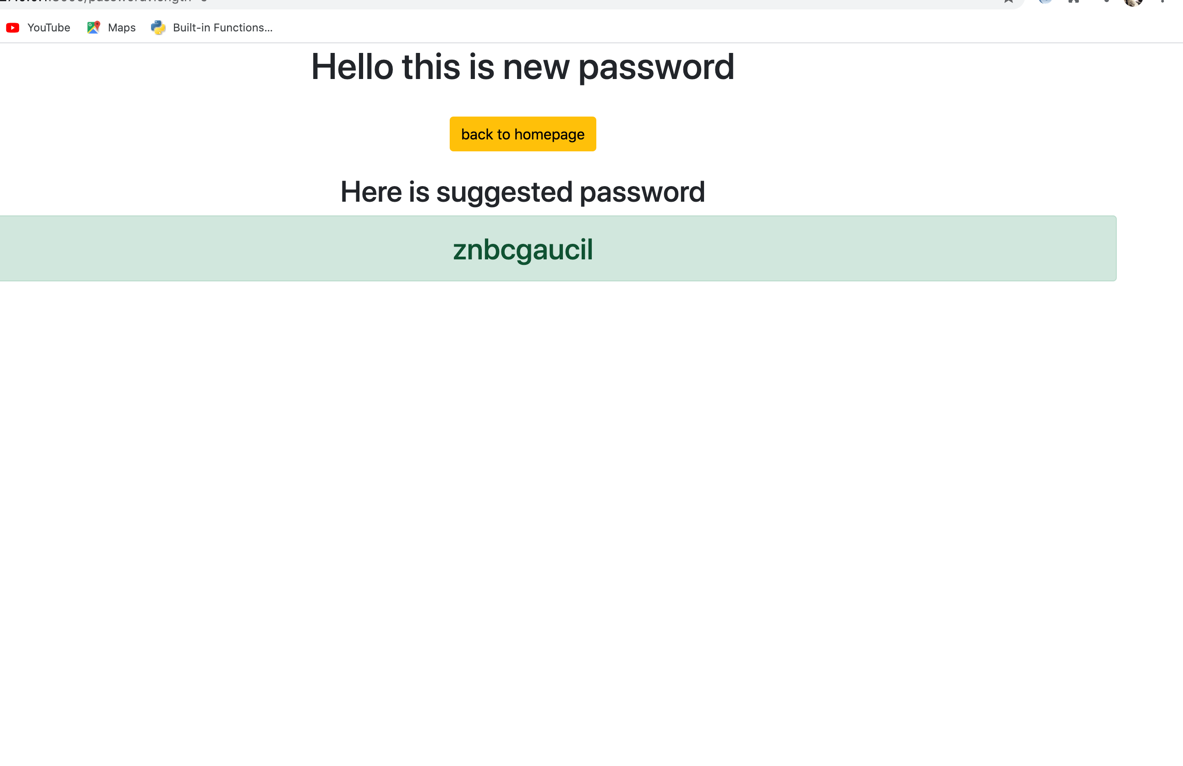 YouTube Maps Built-in Functions...
Hello this is new password
back to homepage
Here is suggested password
znbcgaucil